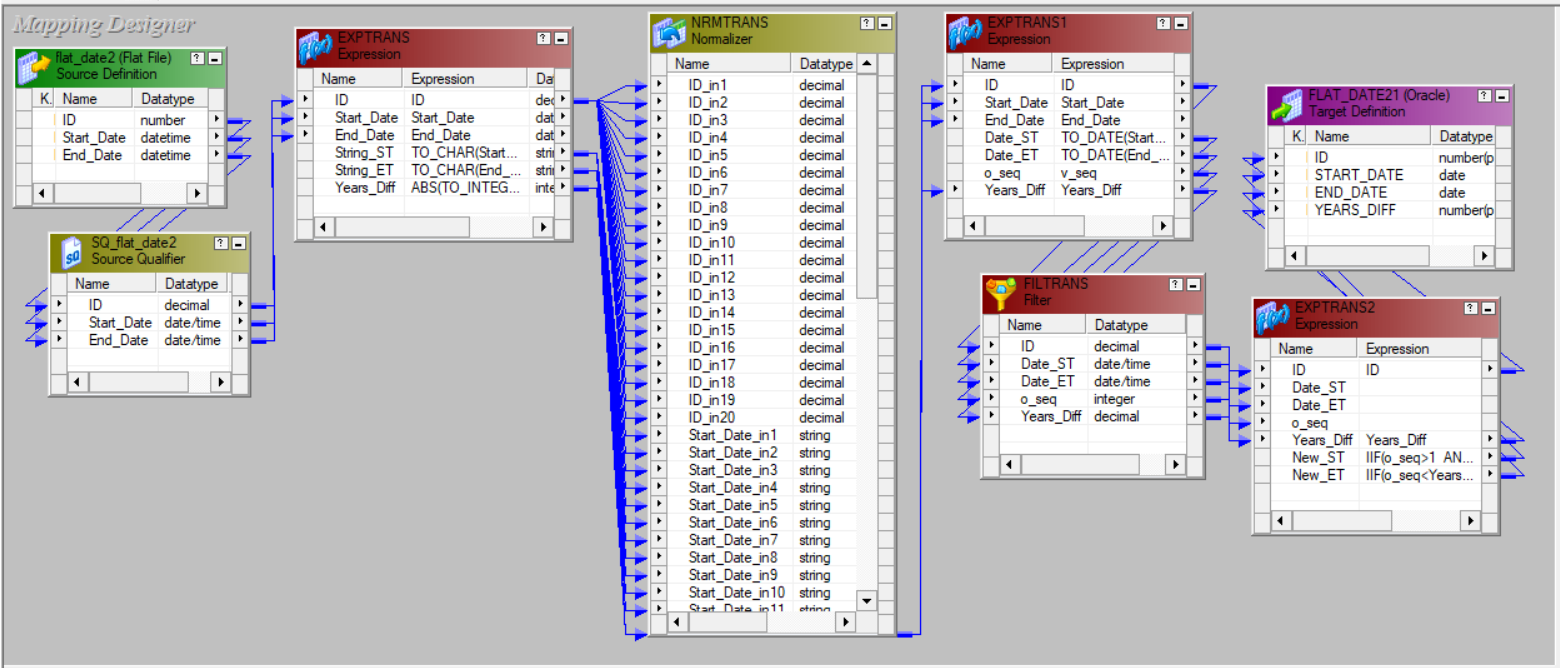 Mapping Designer
flat_date2 (Flat File)
Source Definition
K. Name Datatype
ID number
Start_Date datetime
End_Date datetime
SQ_flat_date2
Source Qualifier
Name Datatype
ID decimal
Start_Date date/time
End_Date date/time
EXPTRANS
Expression
Name Expression Dat
ID ID dec
Start_Date Start_Date dat
End_Date End_Date dat
String_ST TO_CHAR(Start... stri
String_ET TO_CHAR(End_... stri
Years_Diff ABS(TO_INTEG... inte
NRMTRANS
Normalizer
Name Datatype
ID_in1 decimal
ID_in2 decimal
ID_in3 decimal
ID_in4 decimal
ID_in5 decimal
ID_in6 decimal
ID_in7 decimal
ID_in8 decimal
ID_in9 decimal
ID_in10 decimal
ID_in11 decimal
ID_in12 decimal
ID_in13 decimal
ID_in14 decimal
ID_in15 decimal
ID_in16 decimal
ID_in17 decimal
ID_in18 decimal
ID_in19 decimal
ID_in20 decimal
Start_Date_in1 string
Start_Date_in2 string
Start_Date_in3 string
Start_Date_in4 string
Start_Date_in5 string
Start_Date_in6 string
Start_Date_in7 string
Start_Date_in8 string
Start_Date_in9 string
Start_Date_in10 string
Start_Date_in11 string
EXPTRANS1
Expression
Name Expression
ID ID
Start_Date Start_Date
End_Date End_Date
Date_ST TO_DATE(Start...
Date_ET TO_DATE(End_...
o_seq v_seq
Years_Diff Years_Diff
FILTRANS
Filter
Name Datatype
ID decimal
Date_ST date/time
Date_ET date/time
o_seq integer
Years_Diff decimal
FLAT_DATE21 (Oracle)
Target Definition
K. Name Datatype
ID number(p
START_DATE date
END_DATE date
YEARS_DIFF number(p
EXPTRANS2
Expression
Name Expression
ID ID
Date_ST
Date_ET
o_seq
Years_Diff Years_Diff
New_ST IIF(o_seq>1 AN...
New_ET IIF(o_seq<Years...